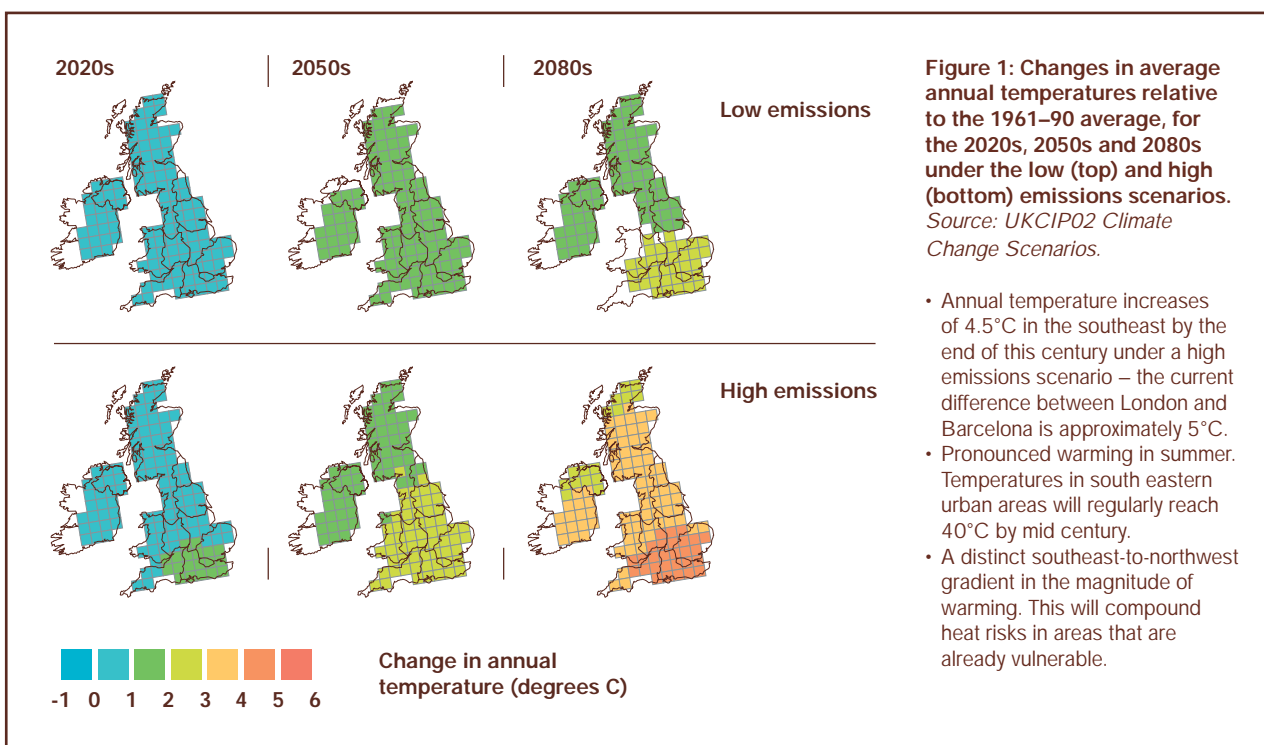 2020s
2050s
2080s
Low emissions
High emissions
-1 0 1 2 3 4 5 6
Change in annual
temperature (degrees C)
Figure 1: Changes in average
annual temperatures relative
to the 1961–90 average, for
the 2020s, 2050s and 2080s
under the low (top) and high
(bottom) emissions scenarios.
Source: UKCIP02 Climate
Change Scenarios.
• Annual temperature increases
of 4.5°C in the southeast by the
end of this century under a high
emissions scenario – the current
difference between London and
Barcelona is approximately 5°C.
• Pronounced warming in summer.
Temperatures in south eastern
urban areas will regularly reach
40°C by mid century.
• A distinct southeast-to-northwest
gradient in the magnitude of
warming. This will compound
heat risks in areas that are
already vulnerable.